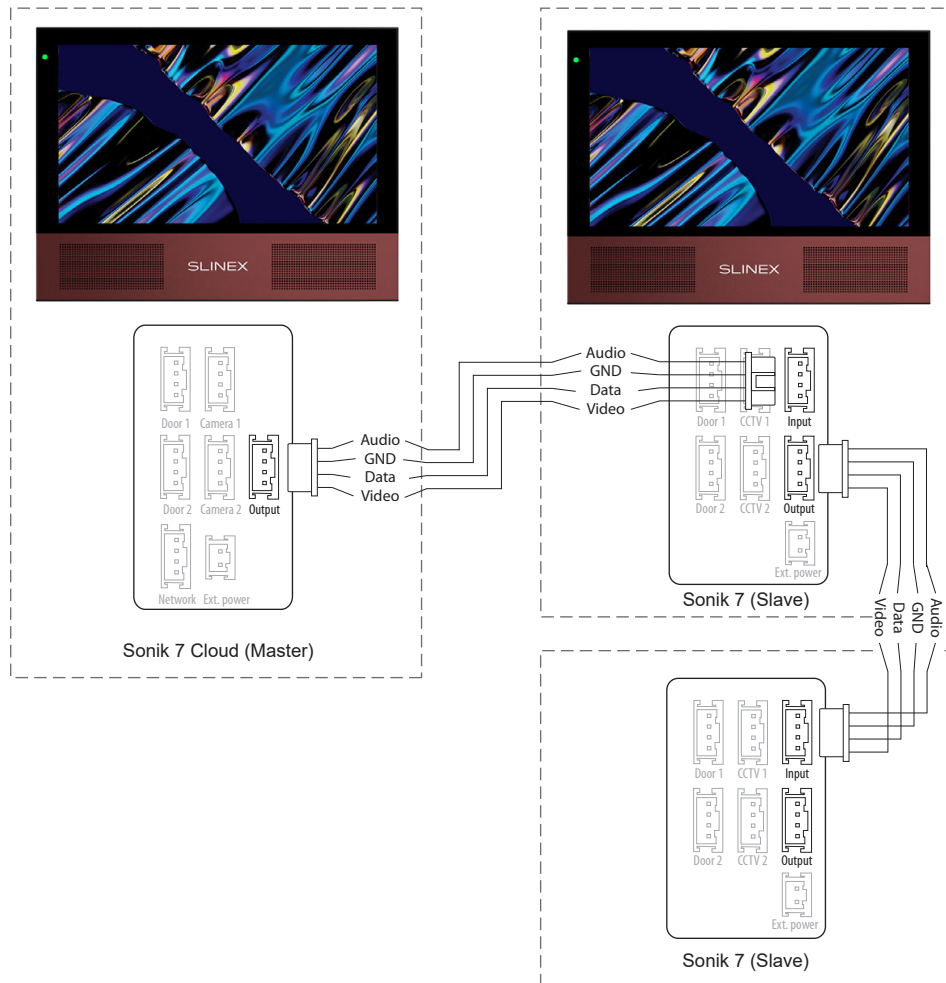 SLINEX
Door 1 Camera 1
Door 2 Camera 2 Output
Network Ext. power
Audio
GND
Data
Video
Sonik 7 Cloud (Master)
SLINEX
Audio
GND
Data
Video
Door 1 CCTV 1 Input
Door 2 CCTV 2 Output
Ext. power
Sonik 7 (Slave)
Video
Data
GND
Audio
Door 1 CCTV 1 Input
Door 2 CCTV 2 Output
Ext. power
Sonik 7 (Slave)